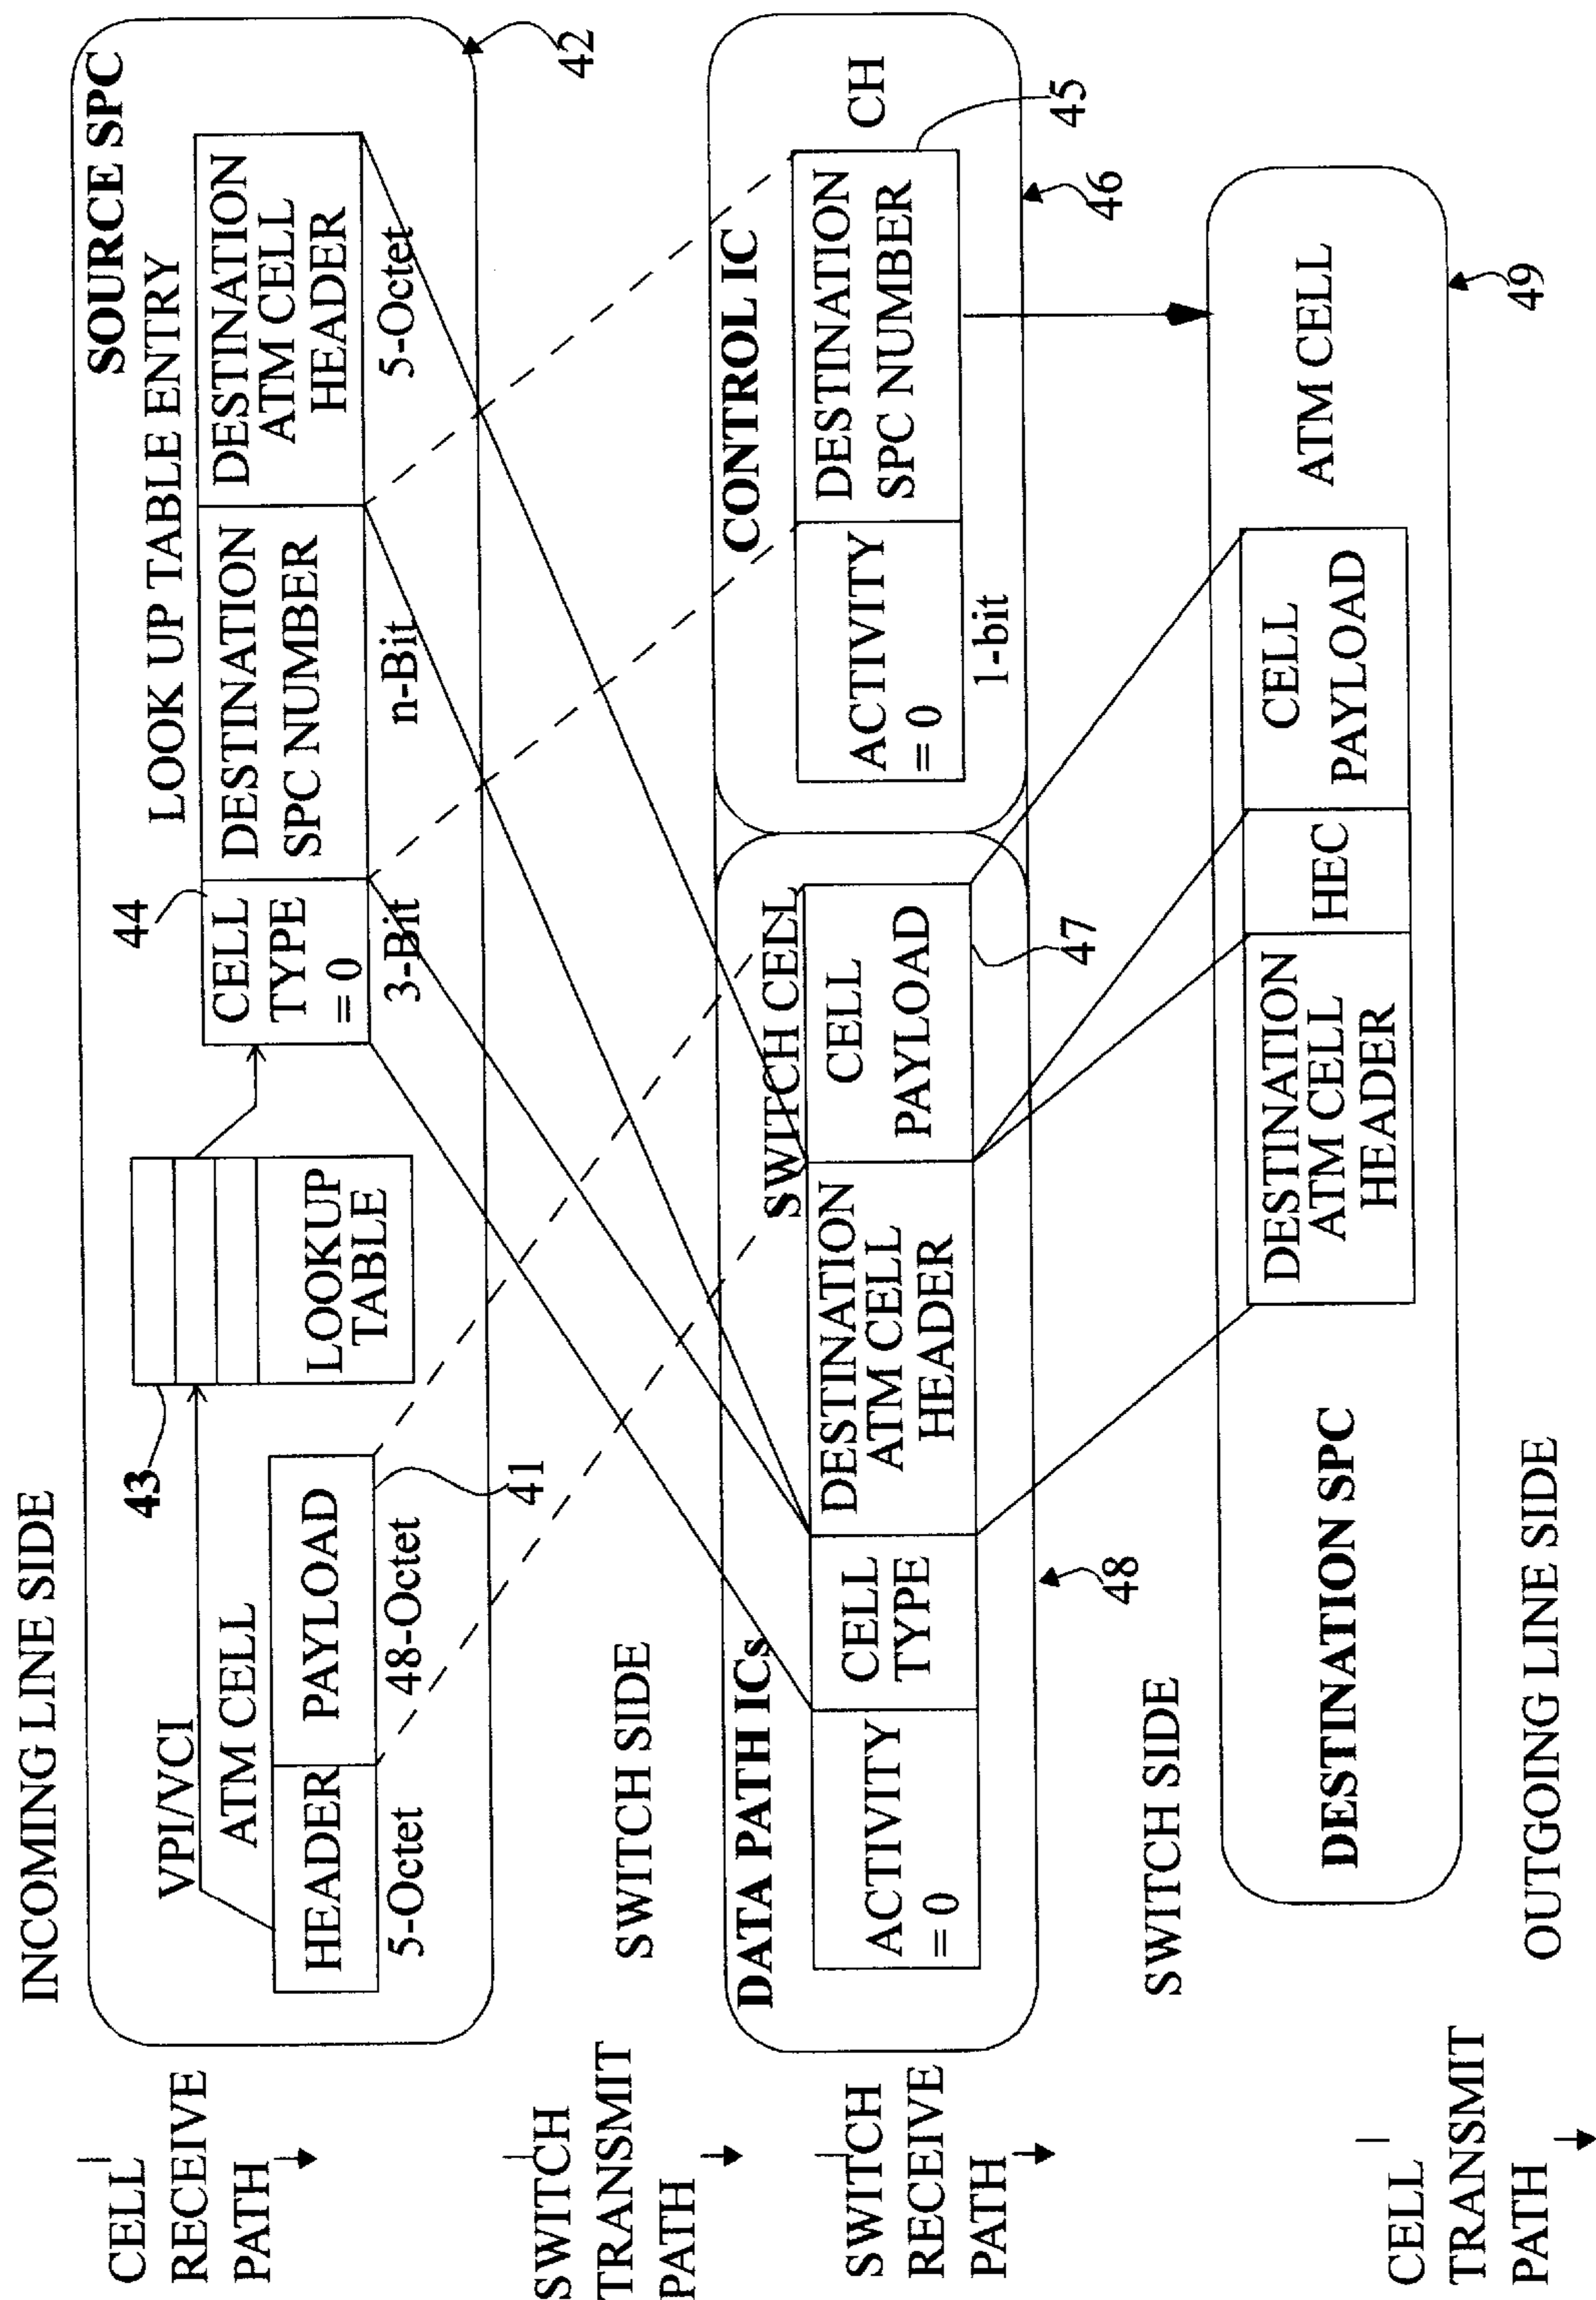 INCOMING LINE SIDE
CELL
RECEIVE
PATH
SOURCE SPC
42
VPI/VCI
ATM CELL
HEADER
PAYLOAD
5-Octet
48-Octet
41
43
LOOKUP
TABLE
LOOK UP TABLE ENTRY
44
CELL
TYPE
= 0
3-Bit
DESTINATION
SPC NUMBER
n-Bit
DESTINATION
ATM CELL
HEADER
5-Octet
SWITCH
TRANSMIT
PATH
SWITCH SIDE
SWITCH
RECEIVE
PATH
DATA PATH ICs
SWITCH CELL
ACTIVITY
= 0
CELL
TYPE
DESTINATION
ATM CELL
HEADER
CELL
PAYLOAD
47
48
CONTROL IC
ACTIVITY
= 0
1-bit
DESTINATION
SPC NUMBER
CH
45
46
SWITCH SIDE
CELL
TRANSMIT
PATH
DESTINATION SPC
DESTINATION
ATM CELL
HEADER
HEC
CELL
PAYLOAD
ATM CELL
49
OUTGOING LINE SIDE